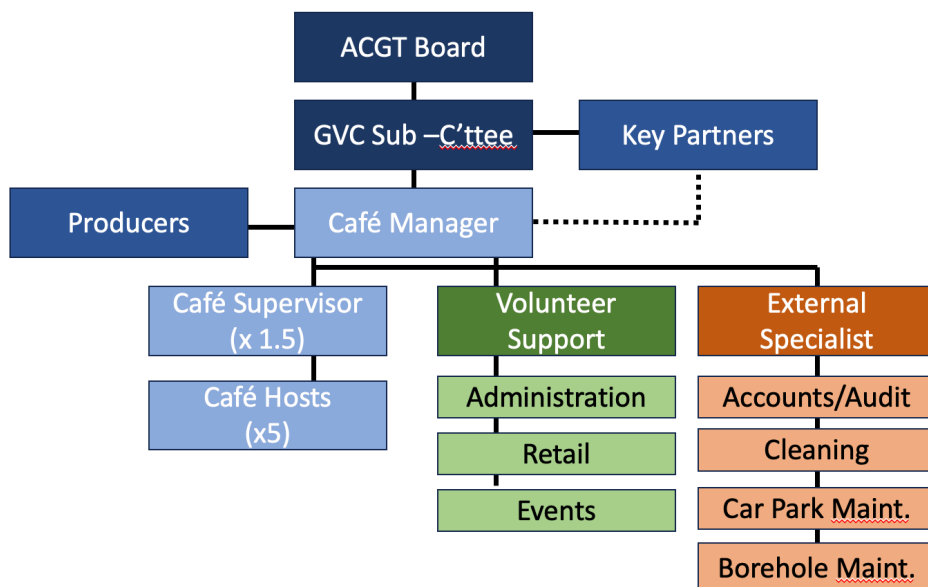 ACGT Board
GVC Sub –C'ttee
Key Partners
Producers
Café Manager
Café Supervisor
(x 1.5)
Café Hosts
(x5)
Volunteer
Support
Administration
Retail
Events
External
Specialist
Accounts/Audit
Cleaning
Car Park Maint.
Borehole Maint.